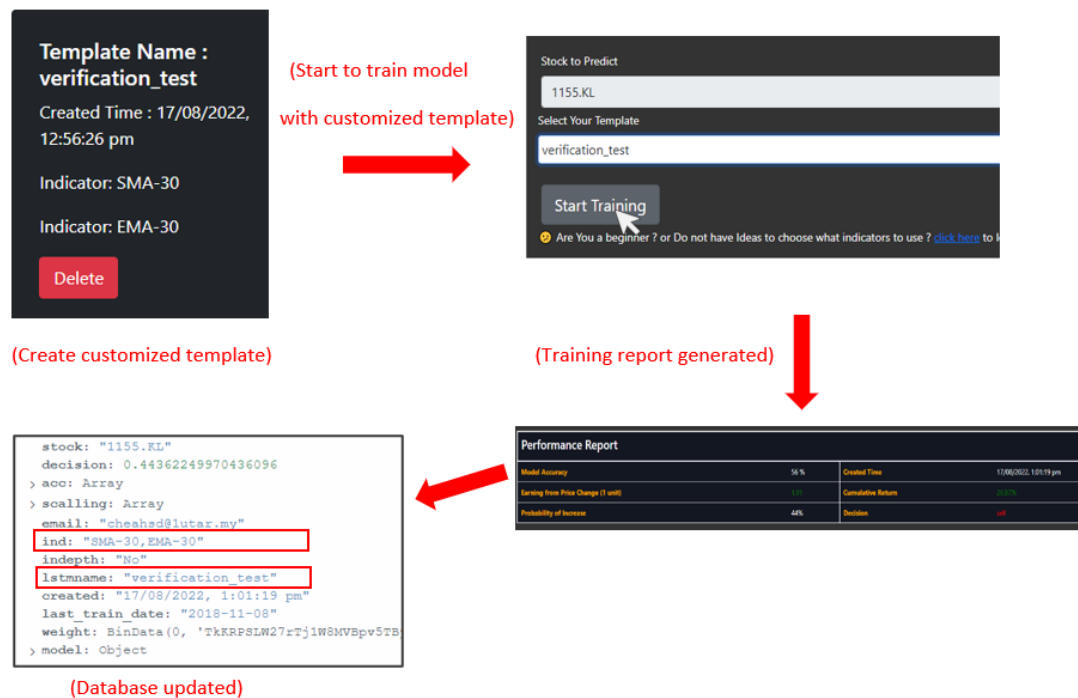 Template Name :
verification_test
Created Time : 17/08/2022,
12:56:26 pm
Indicator: SMA-30
Indicator: EMA-30
Delete
(Create customized template)
(Start to train model
with customized template)
Stock to Predict
1155.KL
Select Your Template
verification_test
Start Training
Are You a beginner ? or Do not have Ideas to choose what indicators to use ? click here to
(Training report generated)
Performance Report
Model Accuracy 56 % Created Time 17/08/2022, 1:01:19 pm
Earning from Price Change (1 unit) Cumulative Return
Probability of Increase 44% Decision sell
stock: "1155.KL"
decision: 0.44362249970436096
> acc: Array
> scalling: Array
email: "cheahsd@1utar.my"
ind: "SMA-30,EMA-30"
indepth: "No"
lstmname: "verification_test"
created: "17/08/2022, 1:01:19 pm"
last_train_date: "2018-11-08"
weight: BinData(0, 'TkKRPSLW27rTj1W8MVBpv5TB
> model: Object
(Database updated)